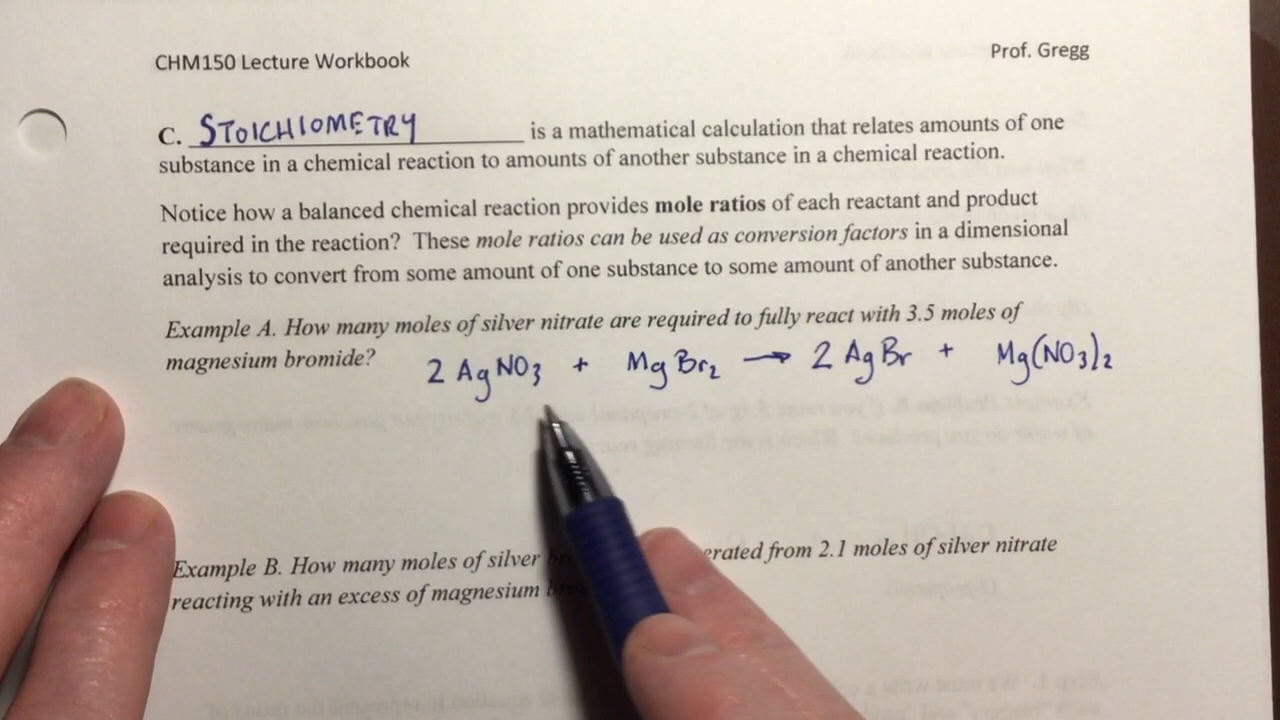 CHM150 Lecture Workbook Prof. Gregg
C. STOICHIOMETRY is a mathematical calculation that relates amounts of one
substance in a chemical reaction to amounts of another substance in a chemical reaction.
Notice how a balanced chemical reaction provides mole ratios of each reactant and product
required in the reaction? These mole ratios can be used as conversion factors in a dimensional
analysis to convert from some amount of one substance to some amount of another substance.
Example A. How many moles of silver nitrate are required to fully react with 3.5 moles of
magnesium bromide? 2 AgNO₃ + MgBr₂ → 2 AgBr + Mg(NO₃)₂
Example B. How many moles of silver from 2.1 moles of silver nitrate
reacting with an excess of magnesium